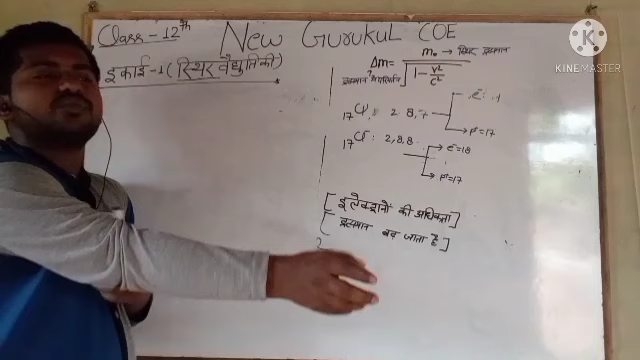 Class - 12th
New Gurukul COE
इकाई-1 (स्थिर वैद्युतिकी)
Δm = m₀ / √(1 - v²/c²) → स्थिर द्रव्यमान
17Cl : 2, 8, 7
p⁺=17
17Cl⁻ : 2,8,8
e⁻=18
p⁺=17
[इलेक्ट्रानों की अधिकता]
[द्रव्यमान बढ़ जाता है]
KINEMASTER